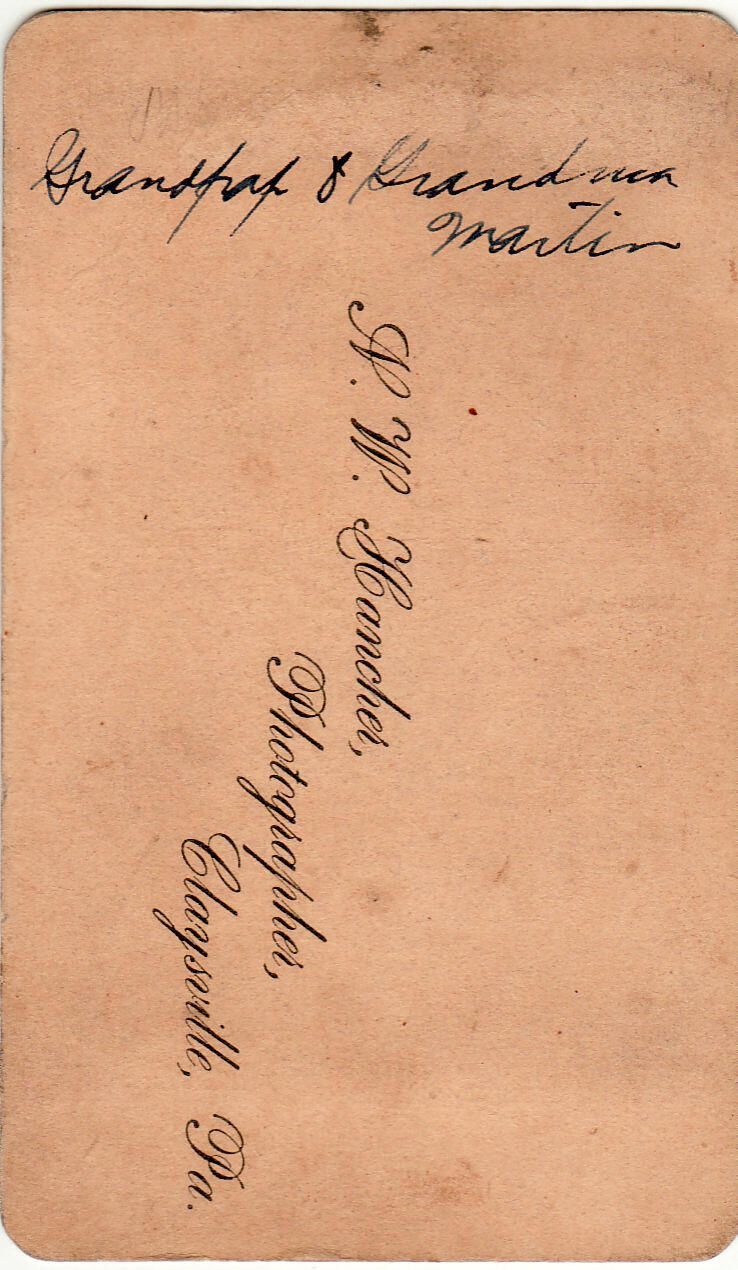 Grandpap & Grandma
Martin
N. W. Hancher,
Photographer,
Claysville, Pa.